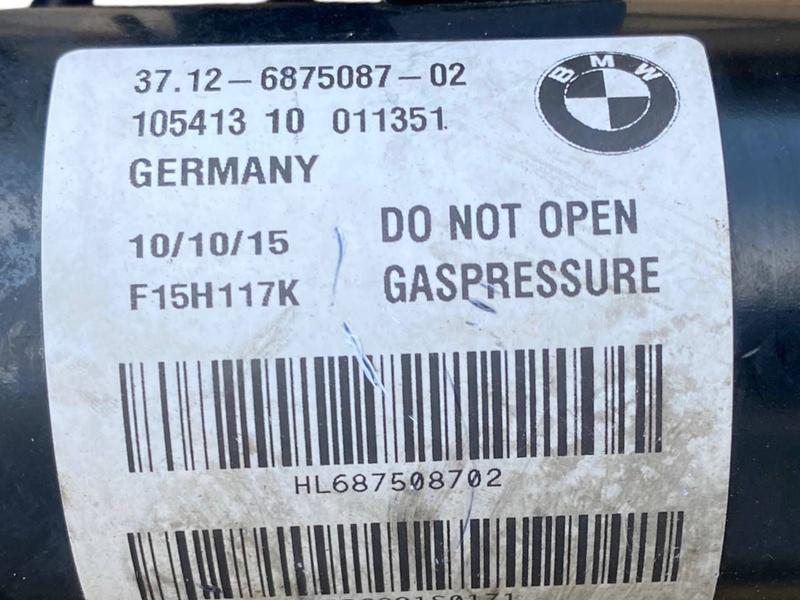 37.12-6875087-02
BMW
105413 10 011351
GERMANY
10/10/15
DO NOT OPEN
F15H117K
GASPRESSURE
HL687508702